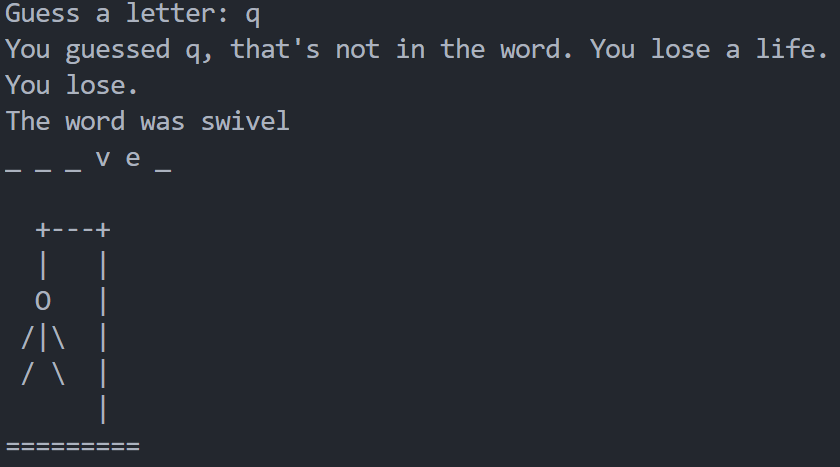 Guess a letter: q
You guessed q, that's not in the word. You lose a life.
You lose.
The word was swivel
_ _ _ v e _

  +---+
  |   |
  O   |
 /|\  |
 / \  |
      |
=========